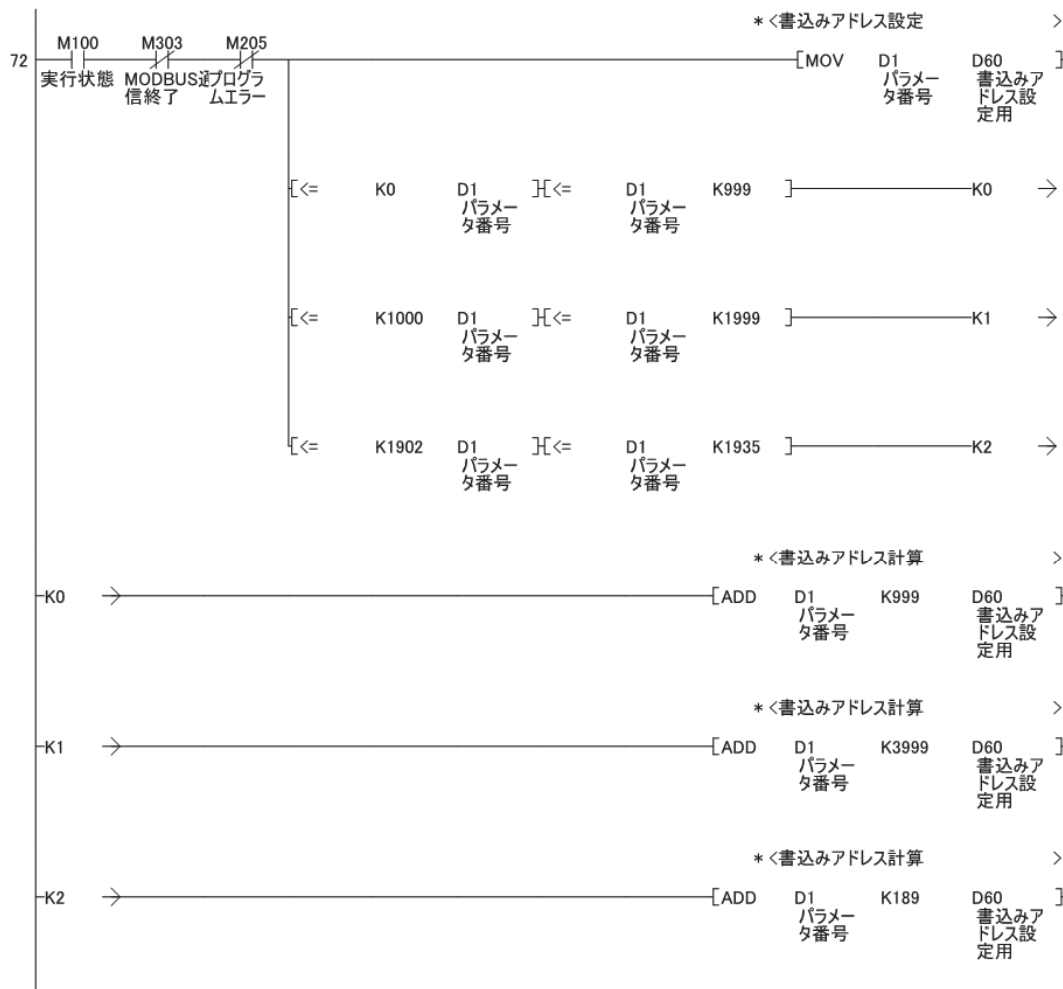 *<書込みアドレス設定 >
M100 M303 M205
72 [MOV D1 D60 ]
実行状態 MODBUS通 プログラ パラメー 書込みア
信終了 ムエラー タ番号 ドレス設
定用
[<= K0 D1 ] [<= D1 K999 ] K0
パラメー パラメー
タ番号 タ番号
[<= K1000 D1 ] [<= D1 K1999 ] K1
パラメー パラメー
タ番号 タ番号
[<= K1902 D1 ] [<= D1 K1935 ] K2
パラメー パラメー
タ番号 タ番号
*<書込みアドレス計算 >
K0 [ADD D1 K999 D60 ]
パラメー 書込みア
タ番号 ドレス設
定用
*<書込みアドレス計算 >
K1 [ADD D1 K3999 D60 ]
パラメー 書込みア
タ番号 ドレス設
定用
*<書込みアドレス計算 >
K2 [ADD D1 K189 D60 ]
パラメー 書込みア
タ番号 ドレス設
定用